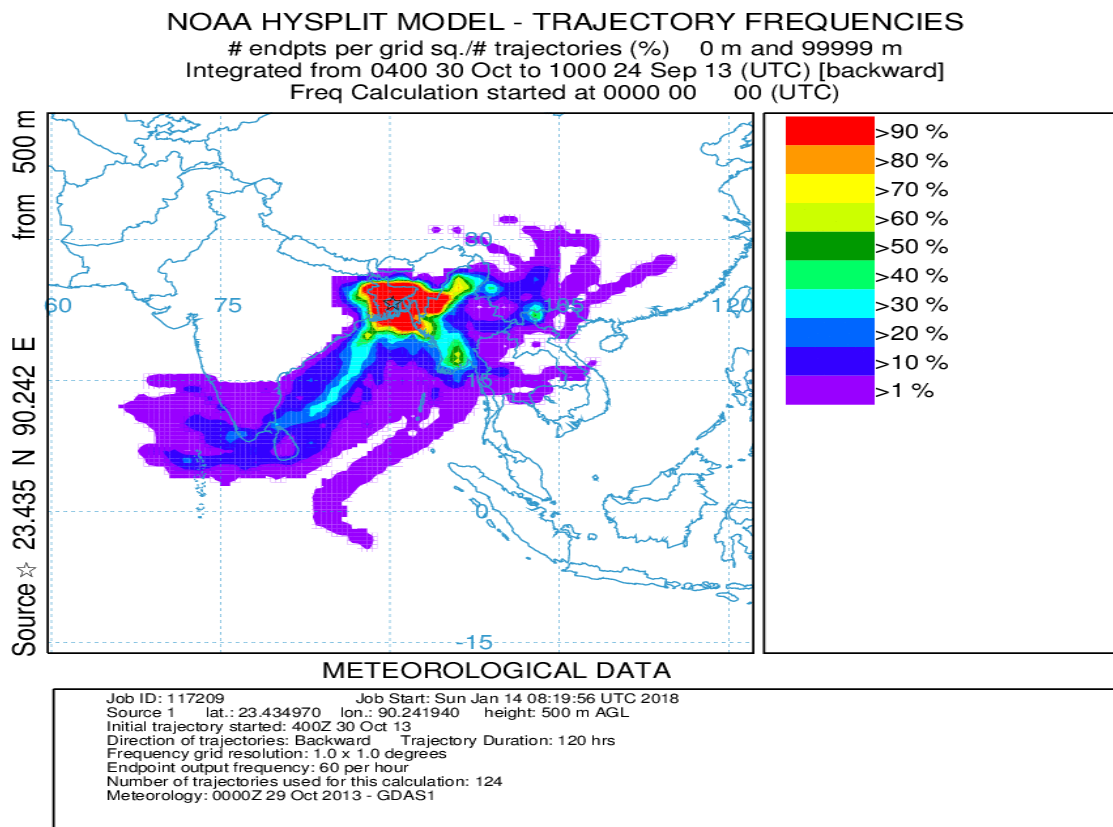 NOAA HYSPLIT MODEL - TRAJECTORY FREQUENCIES
# endpts per grid sq./# trajectories (%) 0 m and 99999 m
Integrated from 0400 30 Oct to 1000 24 Sep 13 (UTC) [backward]
Freq Calculation started at 0000 00 00 (UTC)
Source ☆ 23.435 N 90.242 E from 500 m
30
60 75 105 120
15
0
-15
>90 %
>80 %
>70 %
>60 %
>50 %
>40 %
>30 %
>20 %
>10 %
>1 %
METEOROLOGICAL DATA
Job ID: 117209 Job Start: Sun Jan 14 08:19:56 UTC 2018
Source 1 lat.: 23.434970 lon.: 90.241940 height: 500 m AGL
Initial trajectory started: 400Z 30 Oct 13
Direction of trajectories: Backward Trajectory Duration: 120 hrs
Frequency grid resolution: 1.0 x 1.0 degrees
Endpoint output frequency: 60 per hour
Number of trajectories used for this calculation: 124
Meteorology: 0000Z 29 Oct 2013 - GDAS1